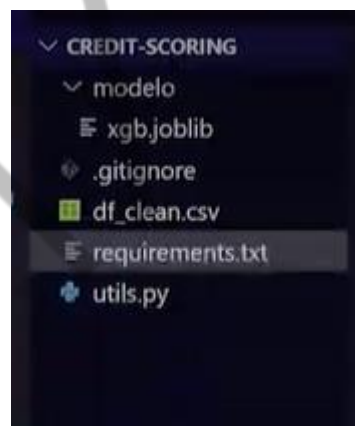 CREDIT-SCORING
modelo
xgb.joblib
.gitignore
df_clean.csv
requirements.txt
utils.py